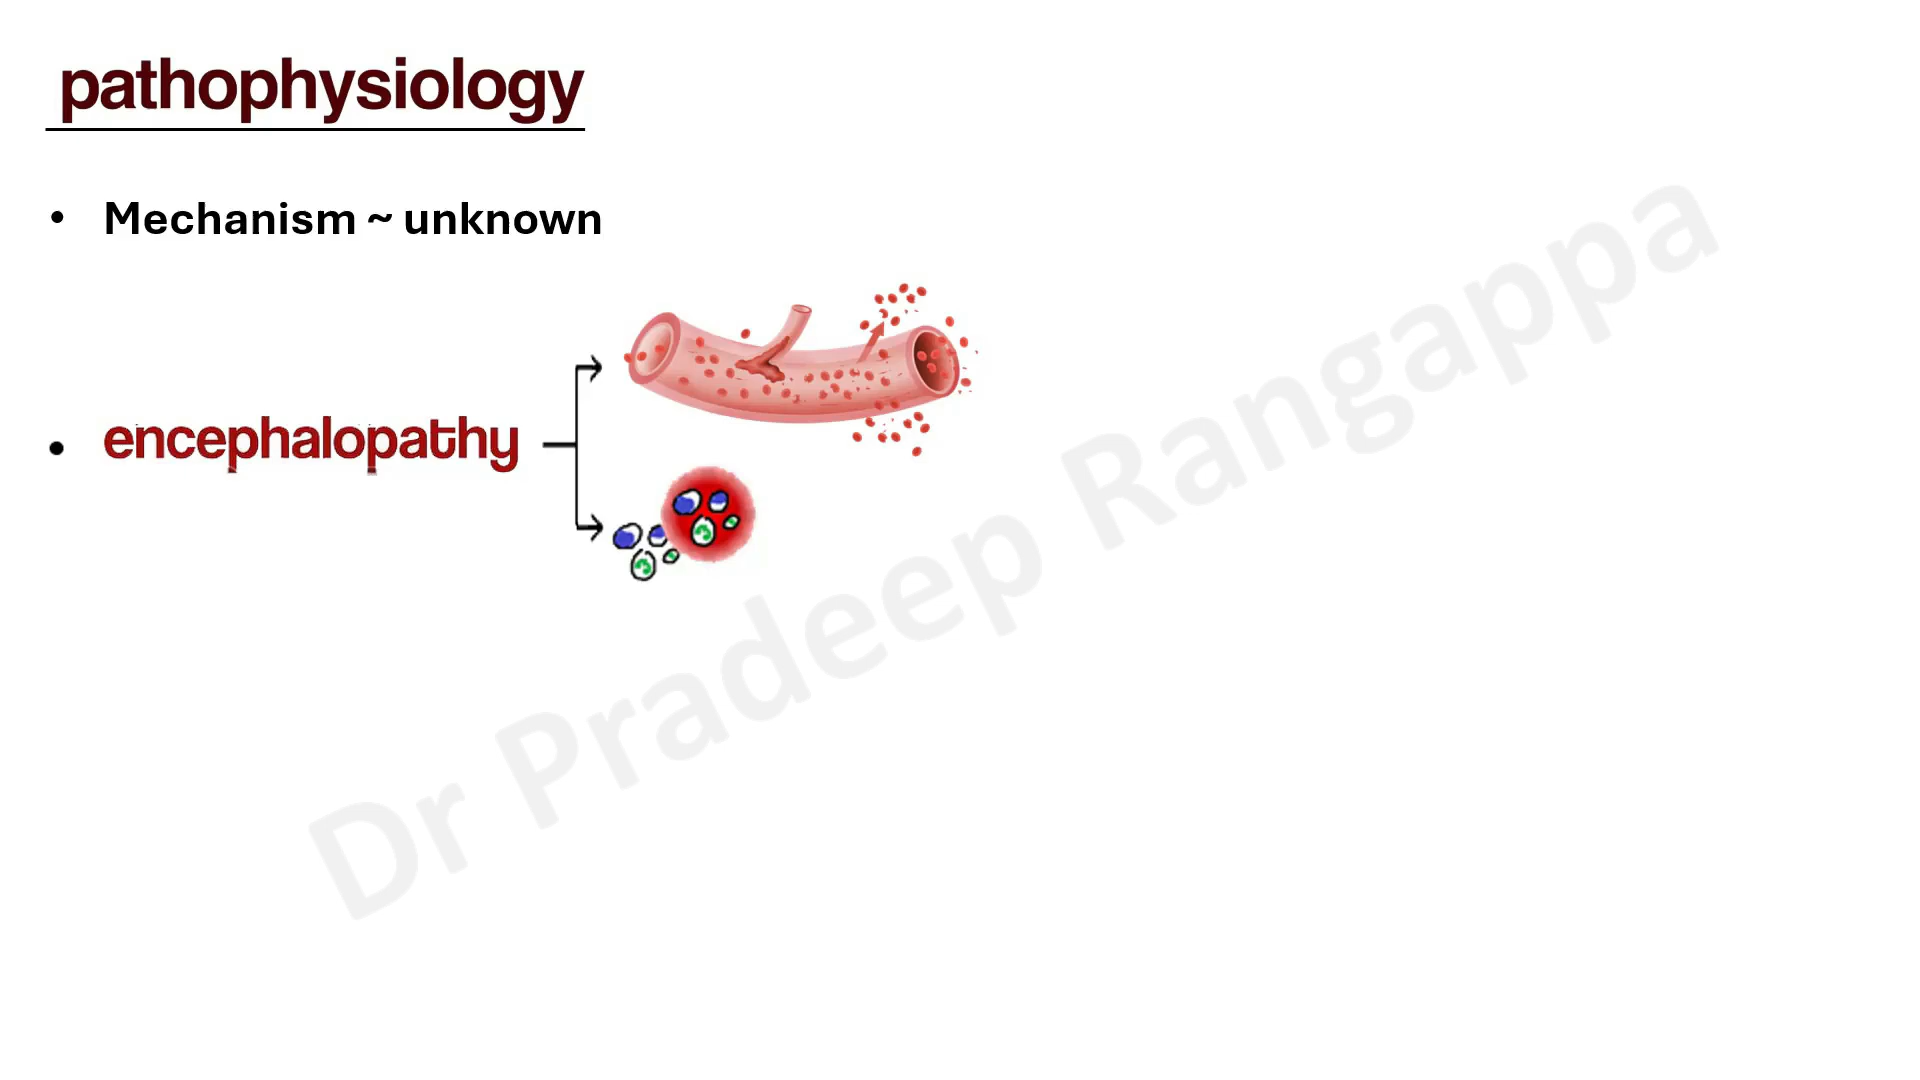 pathophysiology
• Mechanism ~ unknown
• encephalopathy
Dr Pradeep Rangappa